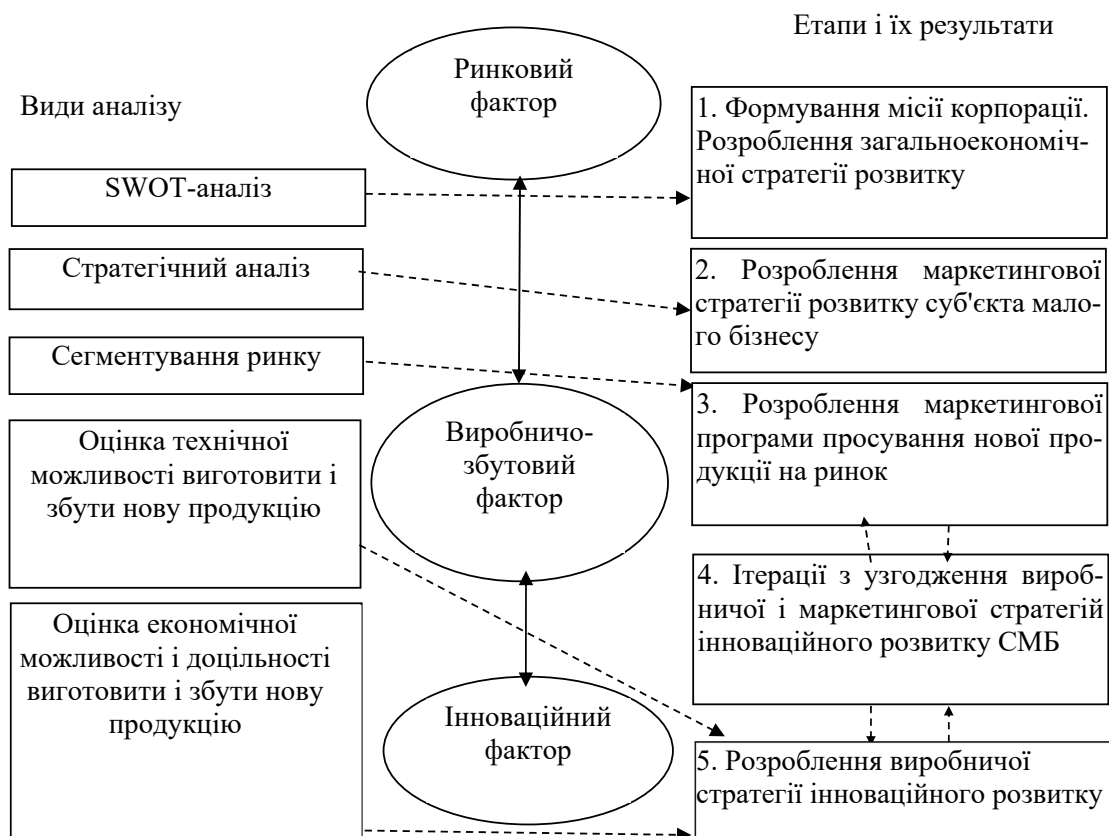 Етапи і їх результати
Види аналізу
Ринковий
фактор
1. Формування місії корпорації.
Розроблення загальноекономіч-
ної стратегії розвитку
SWOT-аналіз
Стратегічний аналіз
2. Розроблення маркетингової
стратегії розвитку суб'єкта мало-
го бізнесу
Сегментування ринку
3. Розроблення маркетингової
програми просування нової про-
дукції на ринок
Оцінка технічної
можливості виготовити і
збути нову продукцію
Виробничо-
збутовий
фактор
4. Ітерації з узгодження вироб-
ничої і маркетингової стратегій
інноваційного розвитку СМБ
Оцінка економічної
можливості і доцільності
виготовити і збути нову
продукцію
Інноваційний
фактор
5. Розроблення виробничої
стратегії інноваційного розвитку